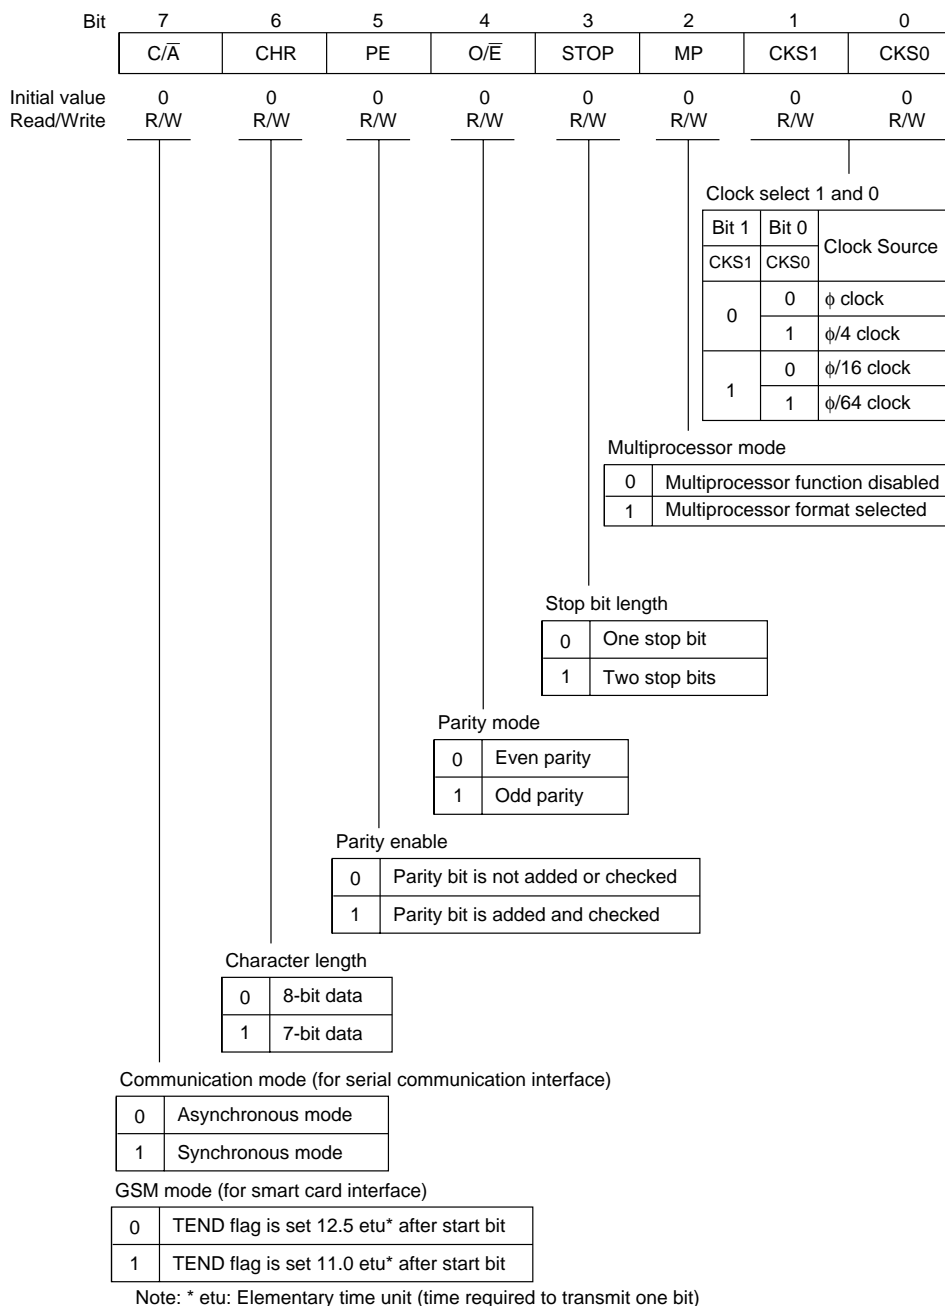 Bit 7 6 5 4 3 2 1 0
C/A̅ CHR PE O/E̅ STOP MP CKS1 CKS0
Initial value 0 0 0 0 0 0 0 0
Read/Write R/W R/W R/W R/W R/W R/W R/W R/W
Clock select 1 and 0
Bit 1 Bit 0 Clock Source
CKS1 CKS0
0 0 ϕ clock
1 ϕ/4 clock
1 0 ϕ/16 clock
1 ϕ/64 clock
Multiprocessor mode
0 Multiprocessor function disabled
1 Multiprocessor format selected
Stop bit length
0 One stop bit
1 Two stop bits
Parity mode
0 Even parity
1 Odd parity
Parity enable
0 Parity bit is not added or checked
1 Parity bit is added and checked
Character length
0 8-bit data
1 7-bit data
Communication mode (for serial communication interface)
0 Asynchronous mode
1 Synchronous mode
GSM mode (for smart card interface)
0 TEND flag is set 12.5 etu* after start bit
1 TEND flag is set 11.0 etu* after start bit
Note: * etu: Elementary time unit (time required to transmit one bit)